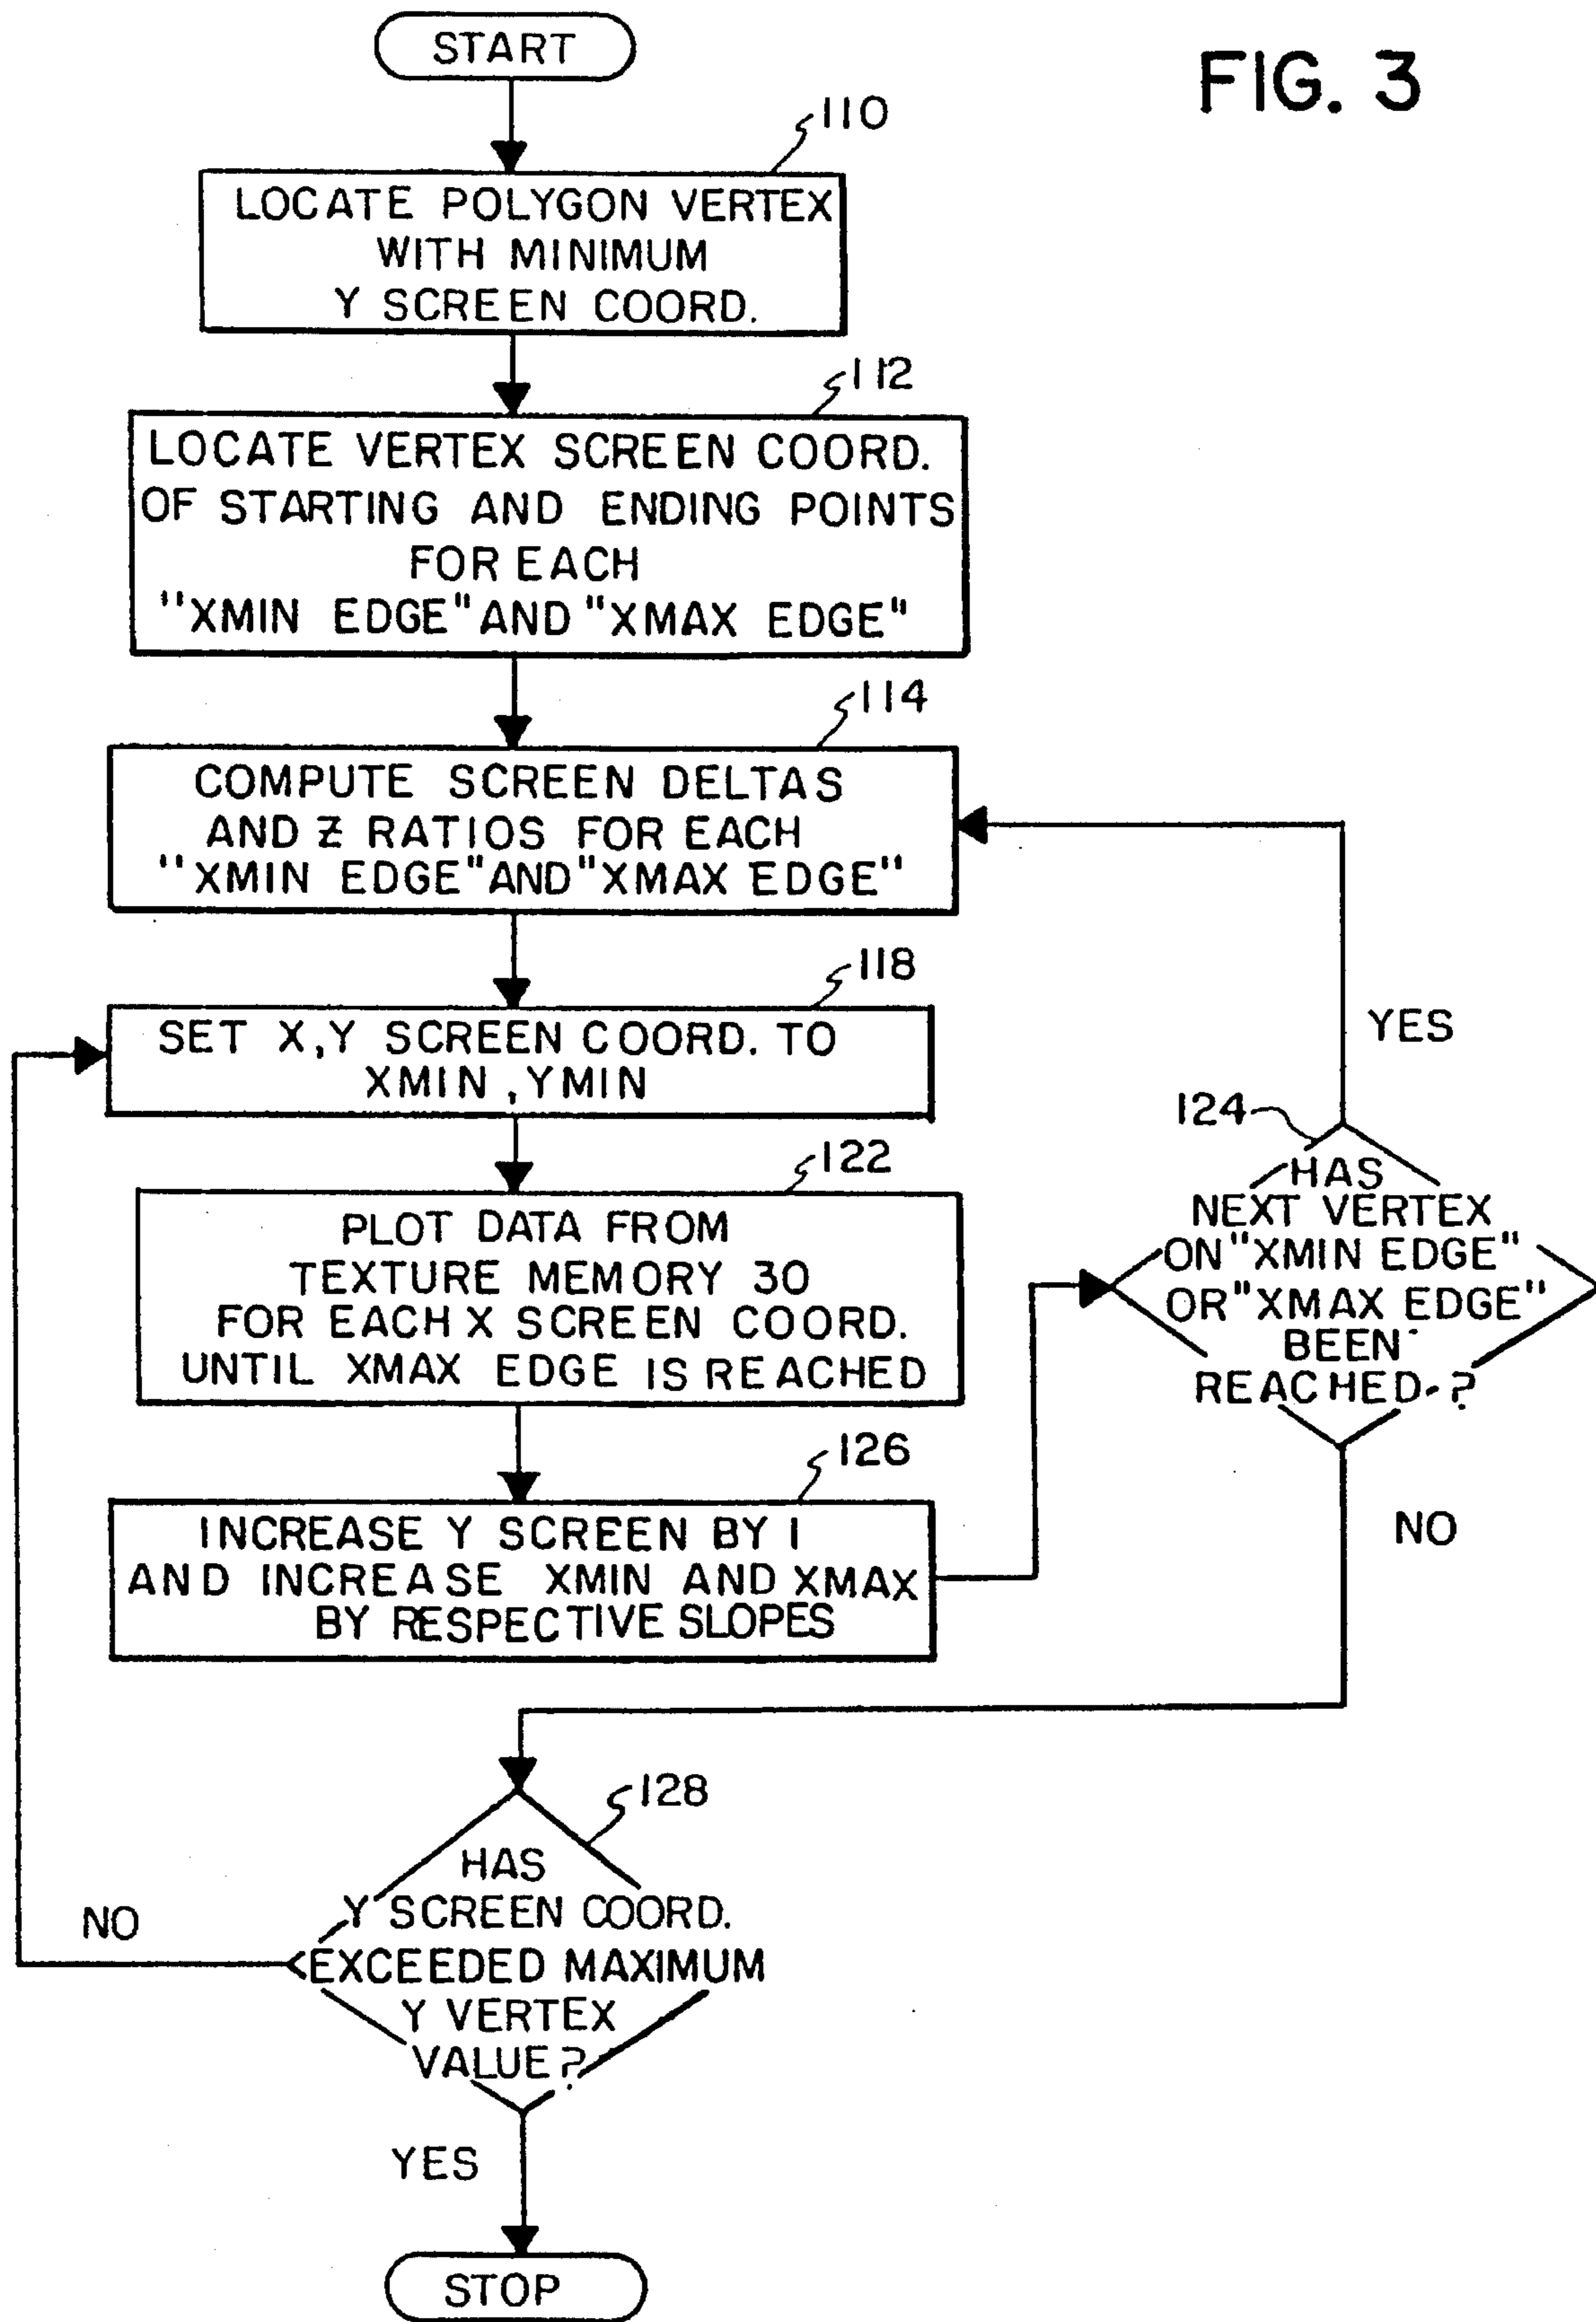 FIG. 3
START
110
LOCATE POLYGON VERTEX
WITH MINIMUM
Y SCREEN COORD.
112
LOCATE VERTEX SCREEN COORD.
OF STARTING AND ENDING POINTS
FOR EACH
"XMIN EDGE" AND "XMAX EDGE"
114
COMPUTE SCREEN DELTAS
AND Z RATIOS FOR EACH
"XMIN EDGE" AND "XMAX EDGE"
118
SET X,Y SCREEN COORD. TO
XMIN, YMIN
YES
122
PLOT DATA FROM
TEXTURE MEMORY 30
FOR EACH X SCREEN COORD.
UNTIL XMAX EDGE IS REACHED
124
HAS
NEXT VERTEX
ON "XMIN EDGE"
OR "XMAX EDGE"
BEEN
REACHED ?
126
INCREASE Y SCREEN BY 1
AND INCREASE XMIN AND XMAX
BY RESPECTIVE SLOPES
NO
128
HAS
Y SCREEN COORD.
EXCEEDED MAXIMUM
Y VERTEX
VALUE?
NO
YES
STOP